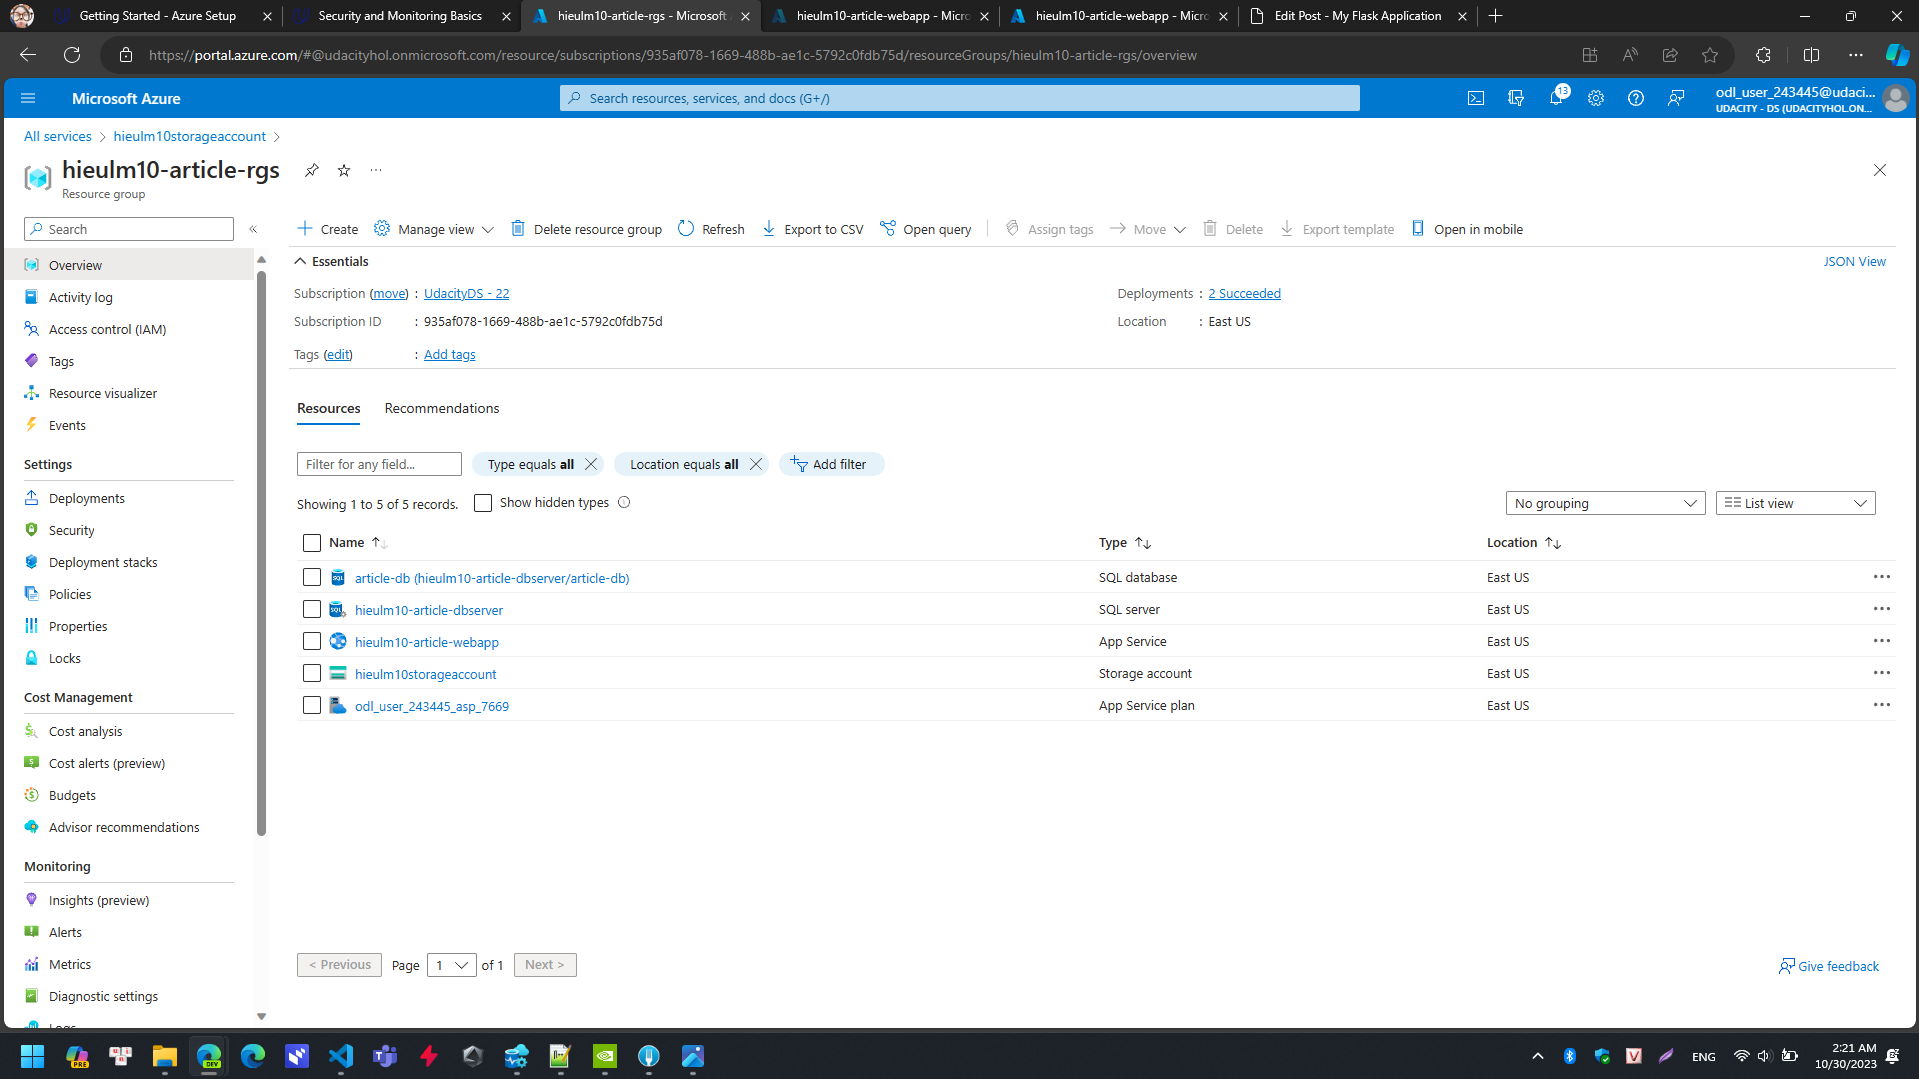 Getting Started - Azure Setup
Security and Monitoring Basics
hieulm10-article-rgs - Microsoft
hieulm10-article-webapp - Micro
hieulm10-article-webapp - Micro
Edit Post - My Flask Application
https://portal.azure.com/#@udacityhol.onmicrosoft.com/resource/subscriptions/935af078-1669-488b-ae1c-5792c0fdb75d/resourceGroups/hieulm10-article-rgs/overview
Microsoft Azure
Search resources, services, and docs (G+/)
13
odl_user_243445@udaci...
UDACITY - DS (UDACITYHOL.ON...
All services > hieulm10storageaccount >
hieulm10-article-rgs
Resource group
Search
Create
Manage view
Delete resource group
Refresh
Export to CSV
Open query
Assign tags
Move
Delete
Export template
Open in mobile
Overview
Activity log
Access control (IAM)
Tags
Resource visualizer
Events
Settings
Deployments
Security
Deployment stacks
Policies
Properties
Locks
Cost Management
Cost analysis
Cost alerts (preview)
Budgets
Advisor recommendations
Monitoring
Insights (preview)
Alerts
Metrics
Diagnostic settings
Essentials
JSON View
Subscription (move) : UdacityDS - 22
Deployments : 2 Succeeded
Subscription ID : 935af078-1669-488b-ae1c-5792c0fdb75d
Location : East US
Tags (edit) : Add tags
Resources
Recommendations
Filter for any field...
Type equals all
Location equals all
Add filter
Showing 1 to 5 of 5 records.
Show hidden types
No grouping
List view
Name
Type
Location
article-db (hieulm10-article-dbserver/article-db)
SQL database
East US
hieulm10-article-dbserver
SQL server
East US
hieulm10-article-webapp
App Service
East US
hieulm10storageaccount
Storage account
East US
odl_user_243445_asp_7669
App Service plan
East US
< Previous
Page 1 of 1
Next >
Give feedback
ENG
2:21 AM
10/30/2023